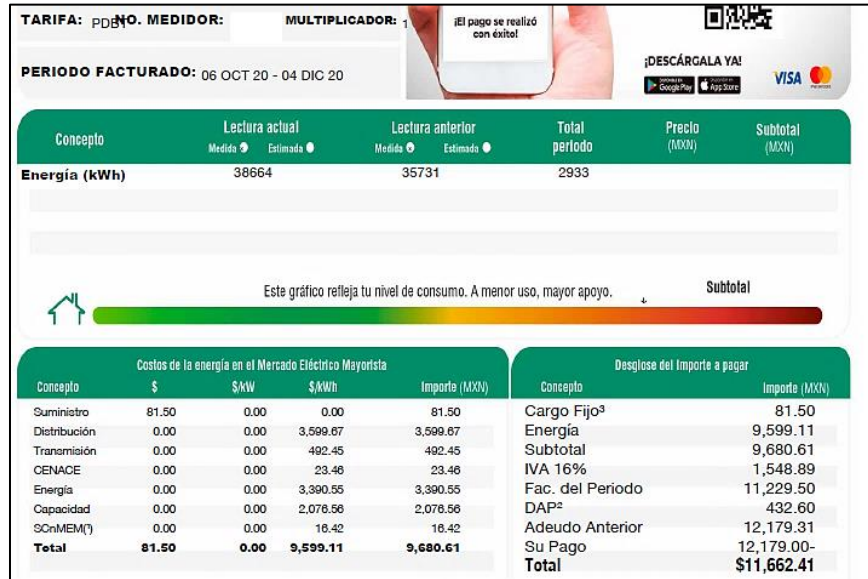 TARIFA: PDBT NO. MEDIDOR: MULTIPLICADOR: 1
¡El pago se realizó
con éxito!
PERIODO FACTURADO: 06 OCT 20 - 04 DIC 20
¡DESCÁRGALA YA!
Google Play App Store VISA
Concepto Lectura actual Lectura anterior Total periodo Precio (MXN) Subtotal (MXN)
Medida Estimada Medida Estimada
Energía (kWh) 38664 35731 2933
Este gráfico refleja tu nivel de consumo. A menor uso, mayor apoyo. Subtotal
Costos de la energía en el Mercado Eléctrico Mayorista
Concepto $ $/kW $/kWh Importe (MXN)
Suministro 81.50 0.00 0.00 81.50
Distribución 0.00 0.00 3,599.67 3,599.67
Transmisión 0.00 0.00 492.45 492.45
CENACE 0.00 0.00 23.46 23.46
Energía 0.00 0.00 3,390.55 3,390.55
Capacidad 0.00 0.00 2,076.56 2,076.56
SCnMEM(¹) 0.00 0.00 16.42 16.42
Total 81.50 0.00 9,599.11 9,680.61
Desglose del Importe a pagar
Concepto Importe (MXN)
Cargo Fijo³ 81.50
Energía 9,599.11
Subtotal 9,680.61
IVA 16% 1,548.89
Fac. del Periodo 11,229.50
DAP² 432.60
Adeudo Anterior 12,179.31
Su Pago 12,179.00-
Total $11,662.41